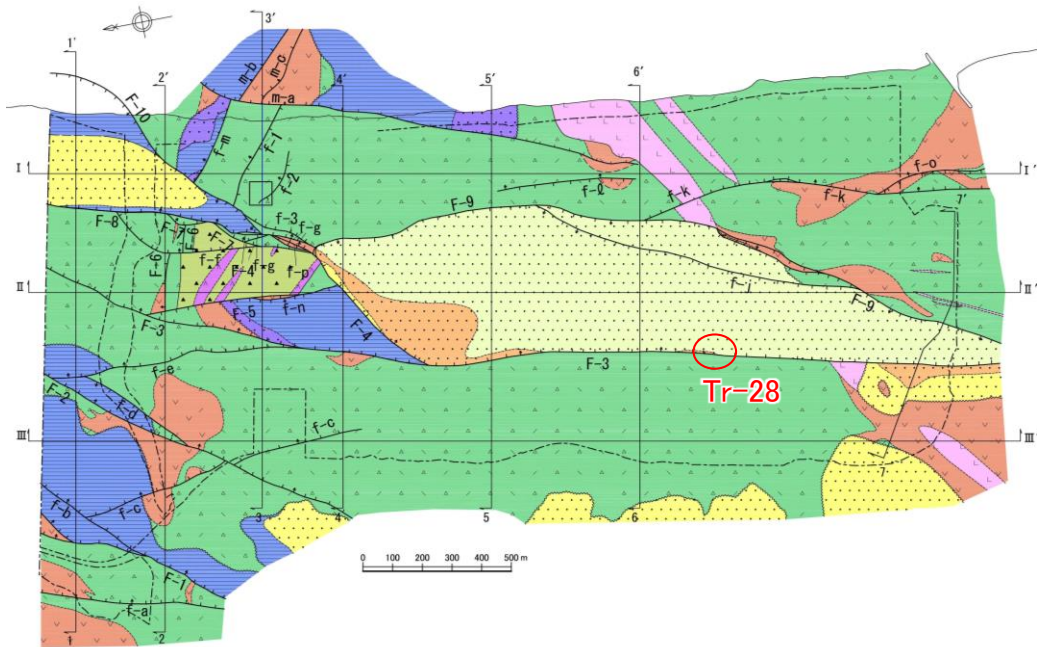 3'
1'
2'
m-b
m-c
5'
6'
4'
m-a
F-10
f-m
f-1
f-o
I
I'
f-2
f-ℓ
f-k
f-k
7'
F-8
F-9
f-3
f-g
F-7
F-6
F-7
F-6
f-f
F-4
f-g
f-p
f-j
II
II'
F-5
f-n
F-9
F-3
F-4
F-3
f-e
Tr-28
F-2
f-d
f-c
III
III'
7
f-b
f-c
3
4
5
6
0 100 200 300 400 500 m
F-1
f-a
1
2